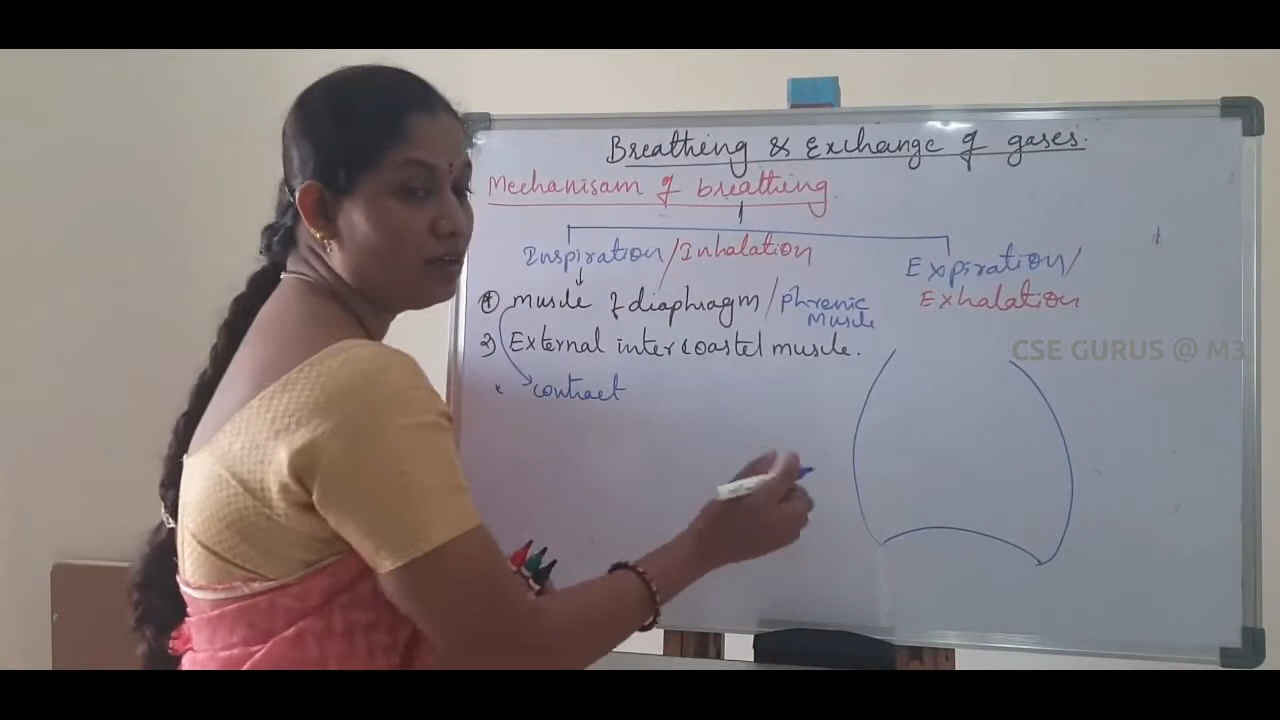 Breathing & Exchange of gases.
Mechanisam of breathing
Inspiration/Inhalation
Expiration/
Exhalation
1) muscle of diaphragm/phrenic
muscle
2) External intercoastel muscle.
* contract
CSE GURUS @ M3